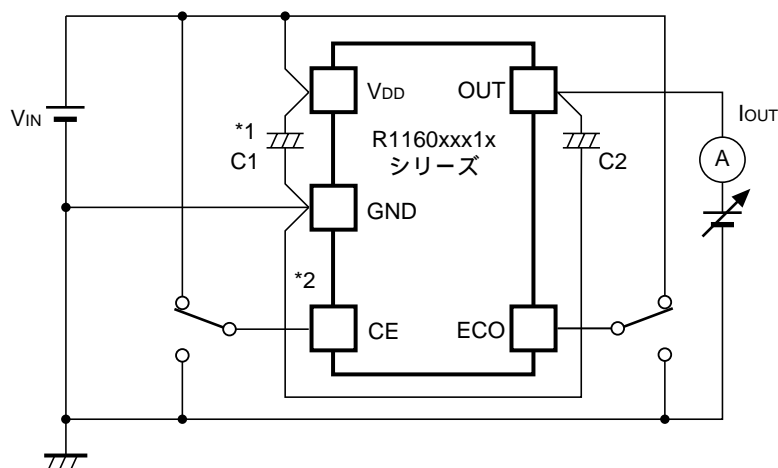 VDD
OUT
VIN
IOUT
*1
C1
R1160xxx1x
シリーズ
C2
A
GND
*2
CE
ECO